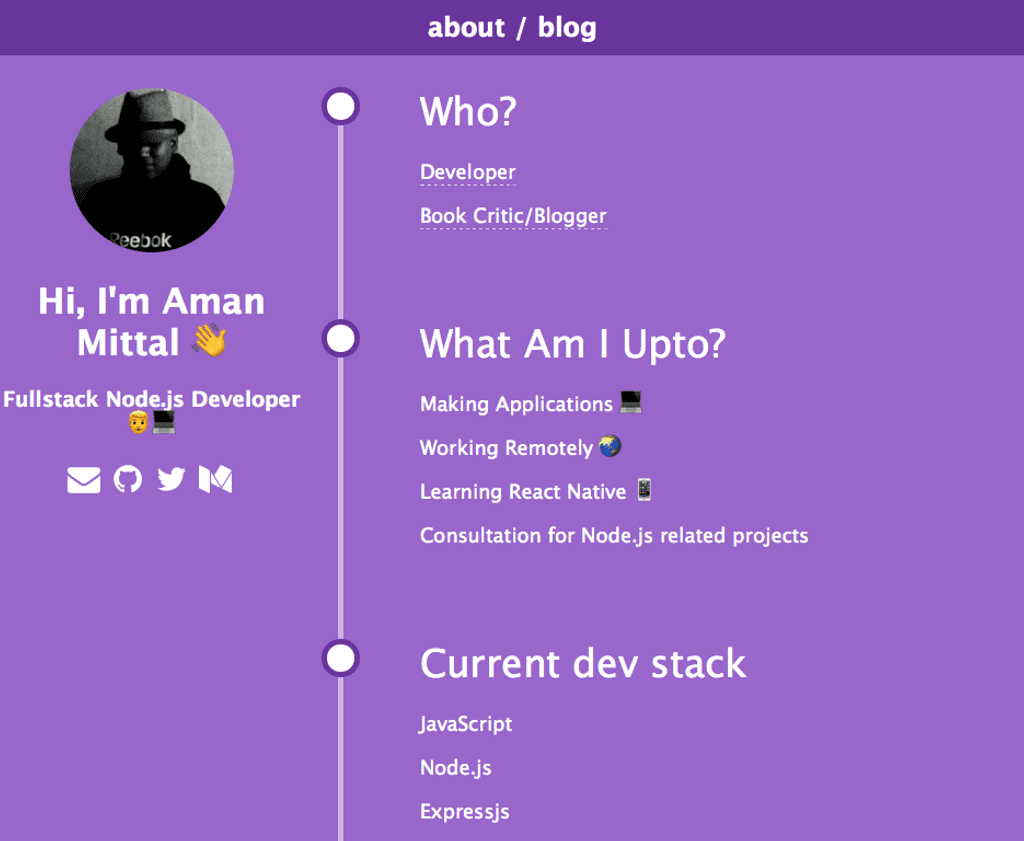 about / blog
Reebok
Hi, I'm Aman
Mittal 👋
Fullstack Node.js Developer
👨💻
Who?
Developer
Book Critic/Blogger
What Am I Upto?
Making Applications 💻
Working Remotely 🌏
Learning React Native 📱
Consultation for Node.js related projects
Current dev stack
JavaScript
Node.js
Expressjs